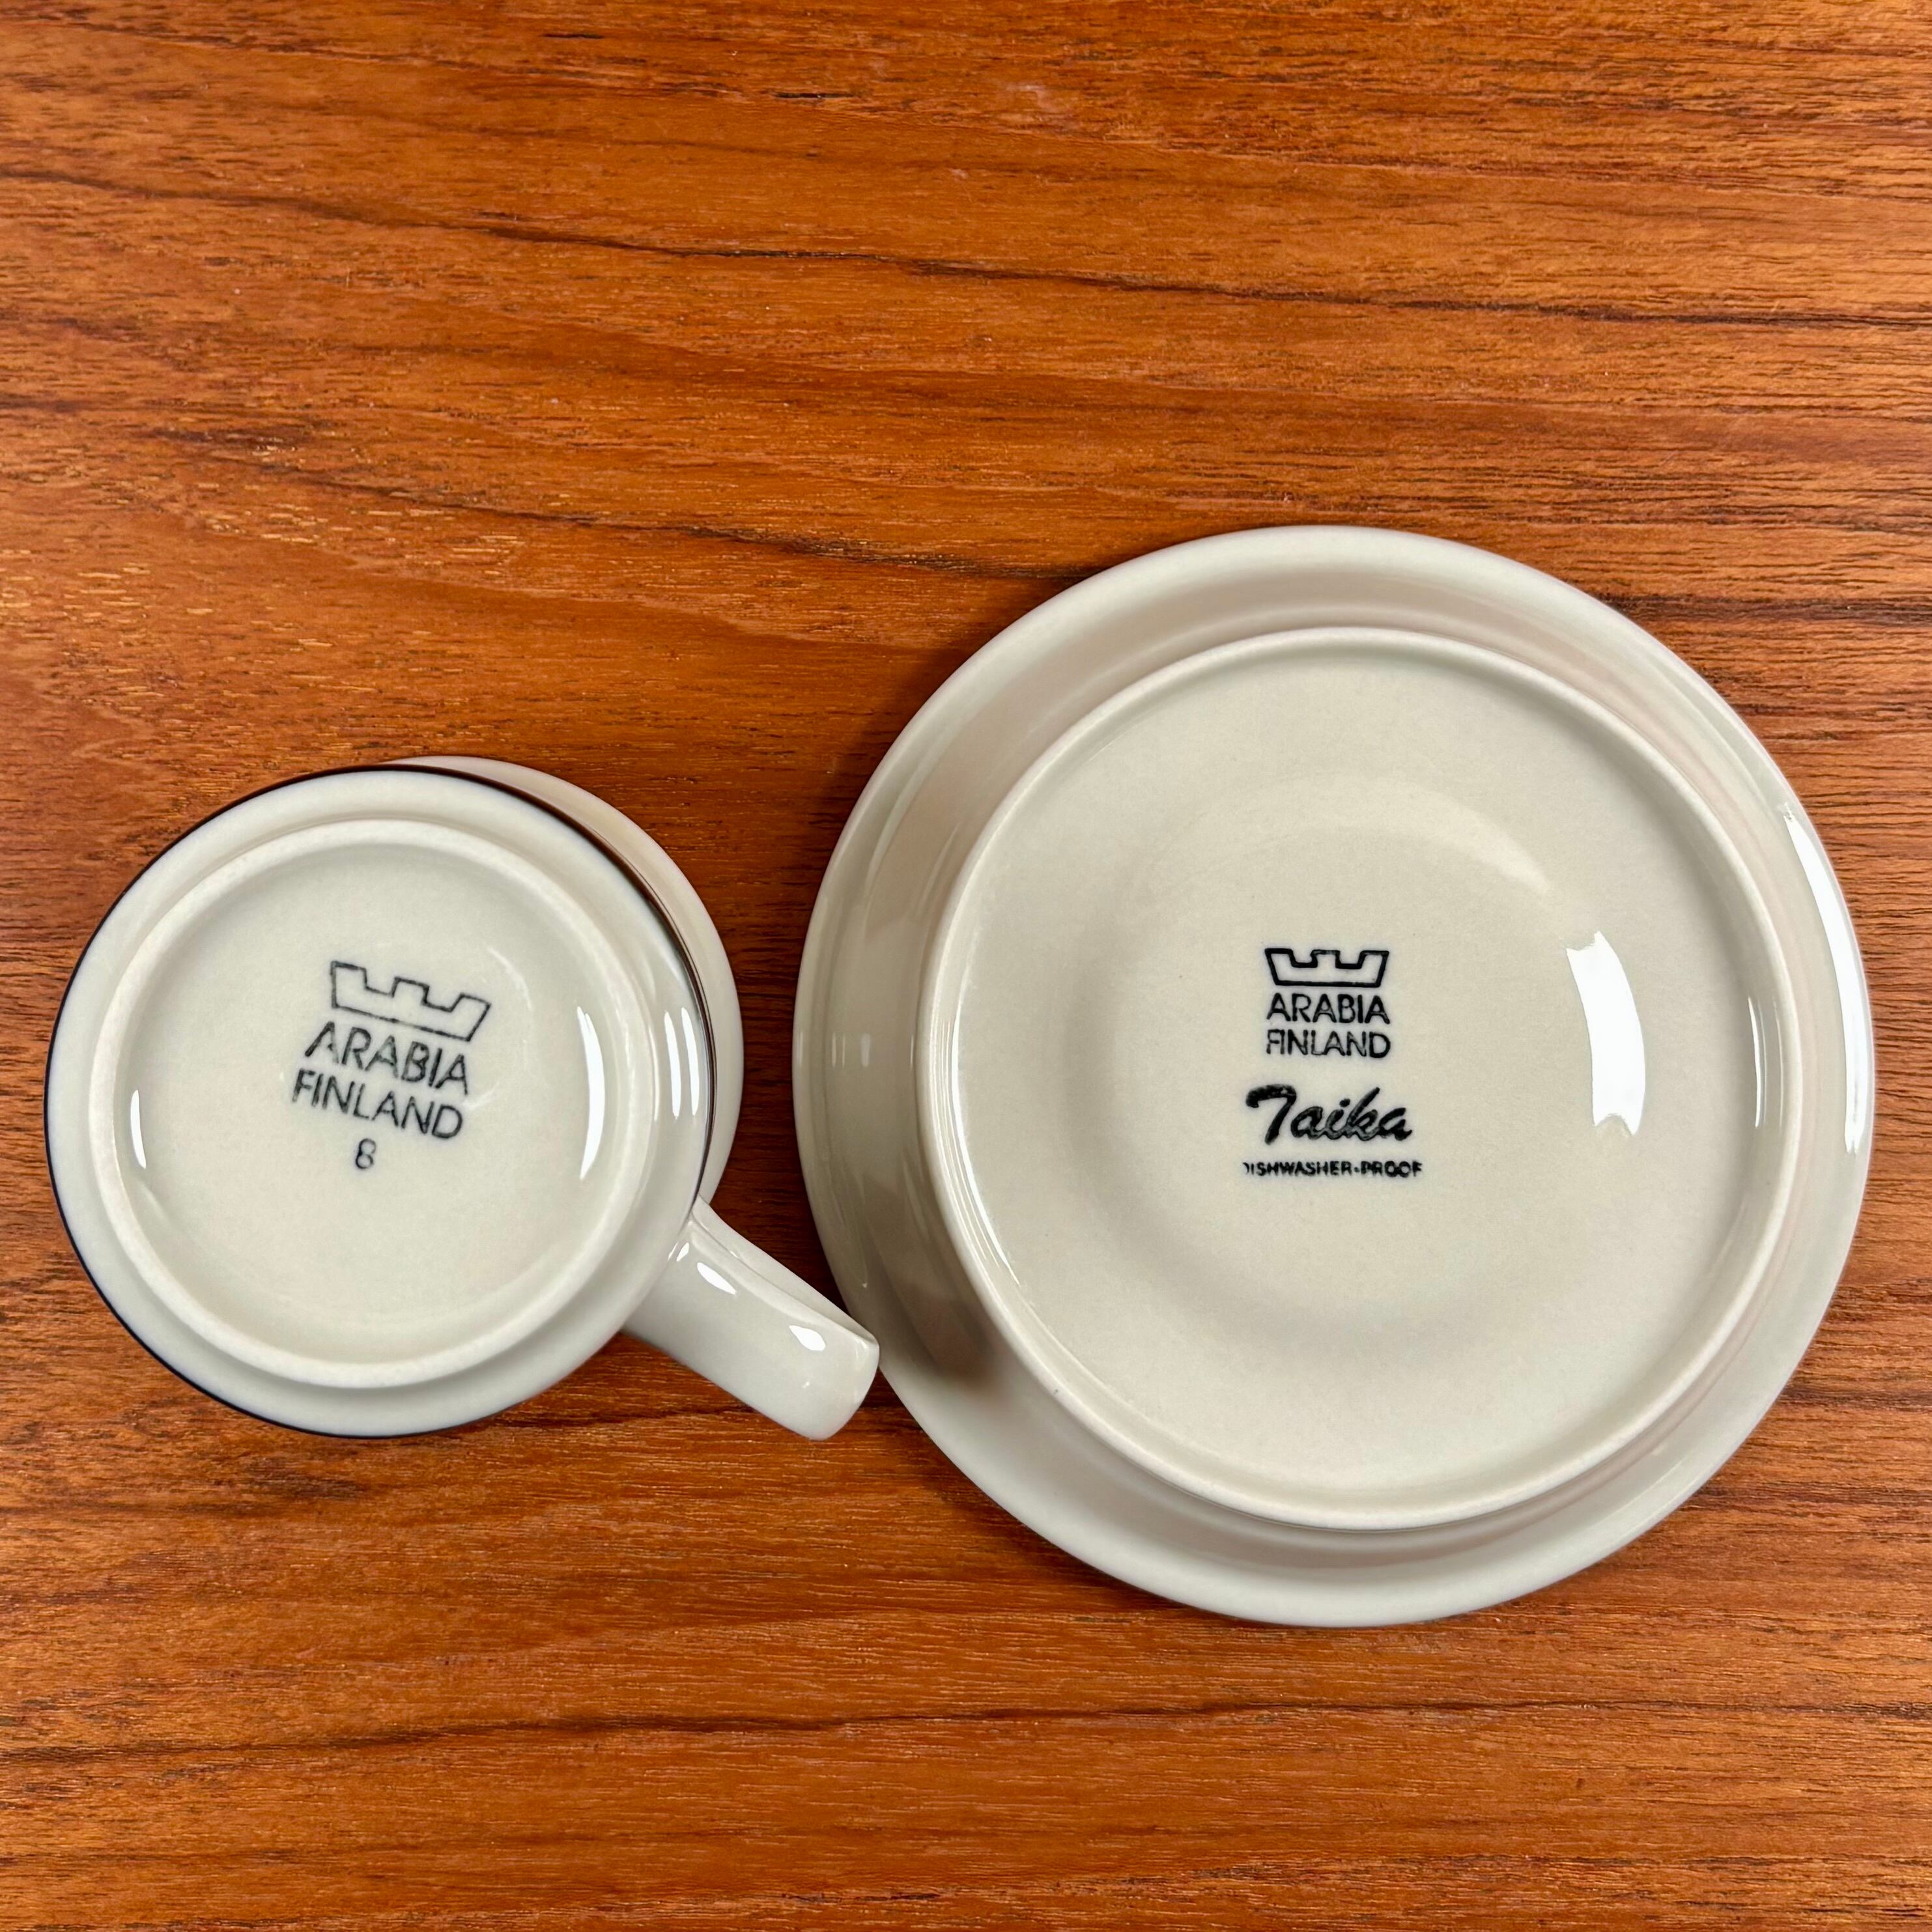 ARABIA
FINLAND
8
ARABIA
FINLAND
Taika
DISHWASHER-PROOF